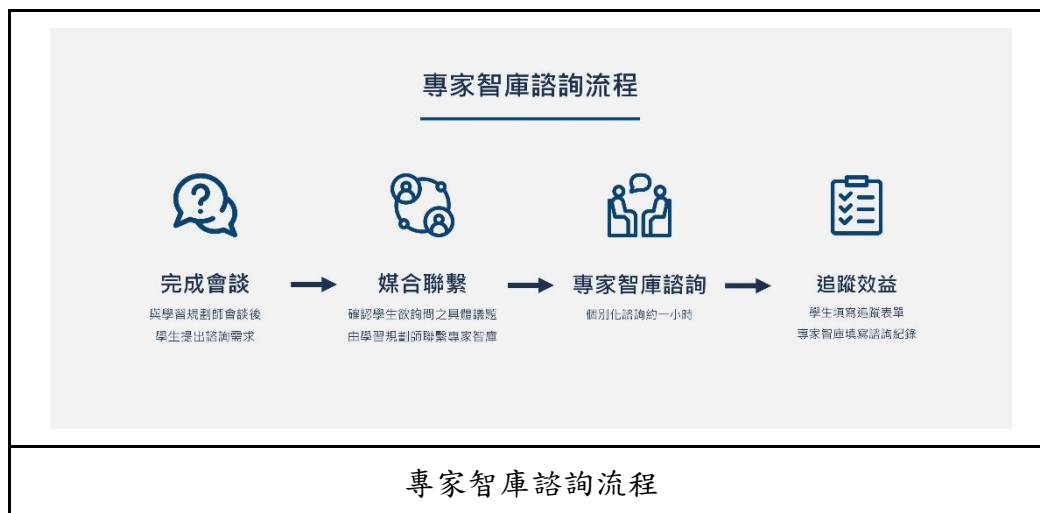 專家智庫諮詢流程
完成會談
與學習規劃師會談後
學生提出諮詢需求
媒合聯繫
確認學生欲詢問之具體議題
由學習規劃師聯繫專家智庫
專家智庫諮詢
個別化諮詢約一小時
追蹤效益
學生填寫追蹤表單
專家智庫填寫諮詢紀錄
專家智庫諮詢流程